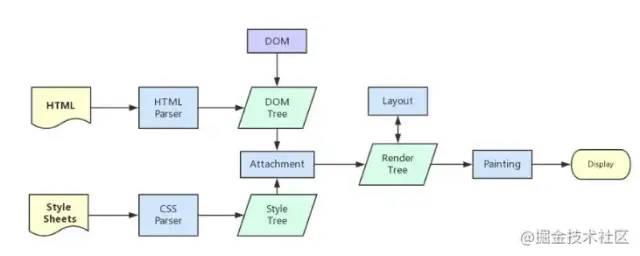 DOM
HTML
HTML
Parser
DOM
Tree
Layout
Attachment
Render
Tree
Painting
Display
Style
Sheets
CSS
Parser
Style
Tree
@掘金技术社区